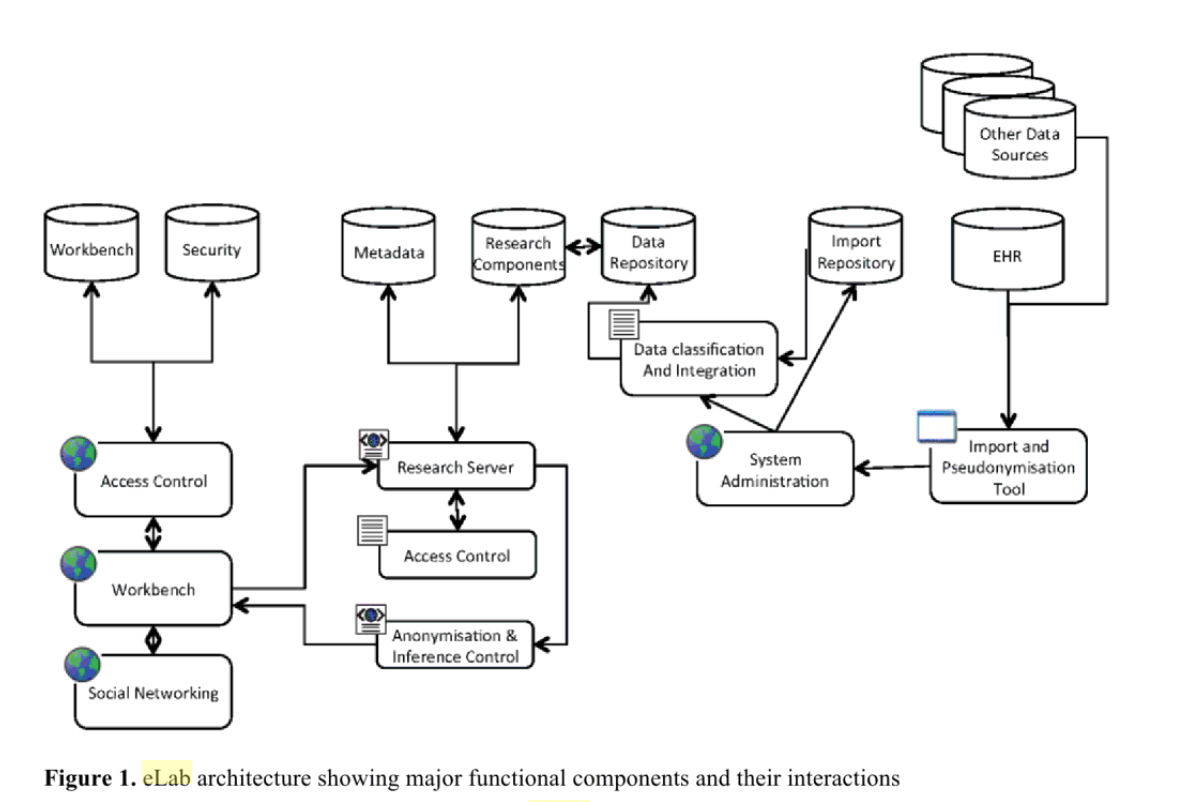 Other Data
Sources
Workbench
Security
Metadata
Research
Components
Data
Repository
Import
Repository
EHR
Data classification
And Integration
Access Control
Research Server
System
Administration
Import and
Pseudonymisation
Tool
Access Control
Workbench
Anonymisation &
Inference Control
Social Networking
Figure 1. eLab architecture showing major functional components and their interactions